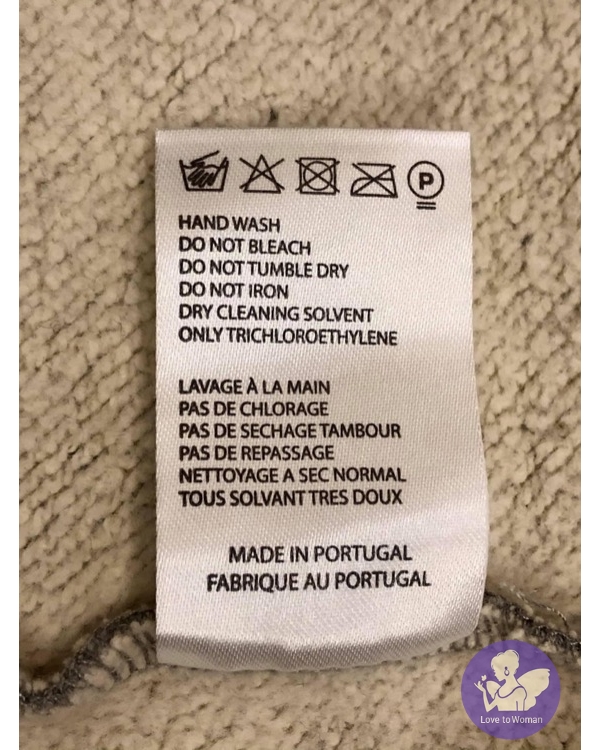 P
HAND WASH
DO NOT BLEACH
DO NOT TUMBLE DRY
DO NOT IRON
DRY CLEANING SOLVENT
ONLY TRICHLOROETHYLENE
LAVAGE À LA MAIN
PAS DE CHLORAGE
PAS DE SECHAGE TAMBOUR
PAS DE REPASSAGE
NETTOYAGE A SEC NORMAL
TOUS SOLVANT TRES DOUX
MADE IN PORTUGAL
FABRIQUE AU PORTUGAL
Love to Woman